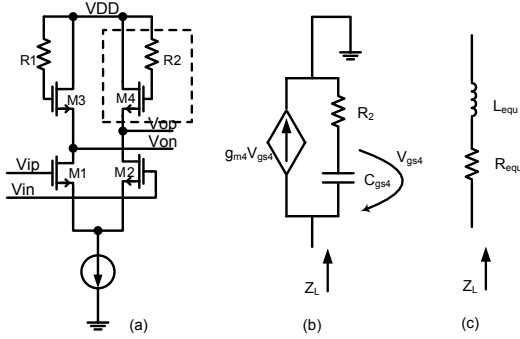 VDD
R1
R2
M3
M4
Vop
Von
Vip
M1
M2
Vin
(a)
R2
gm4Vgs4
Vgs4
Cgs4
ZL
(b)
Lequ
Requ
ZL
(c)